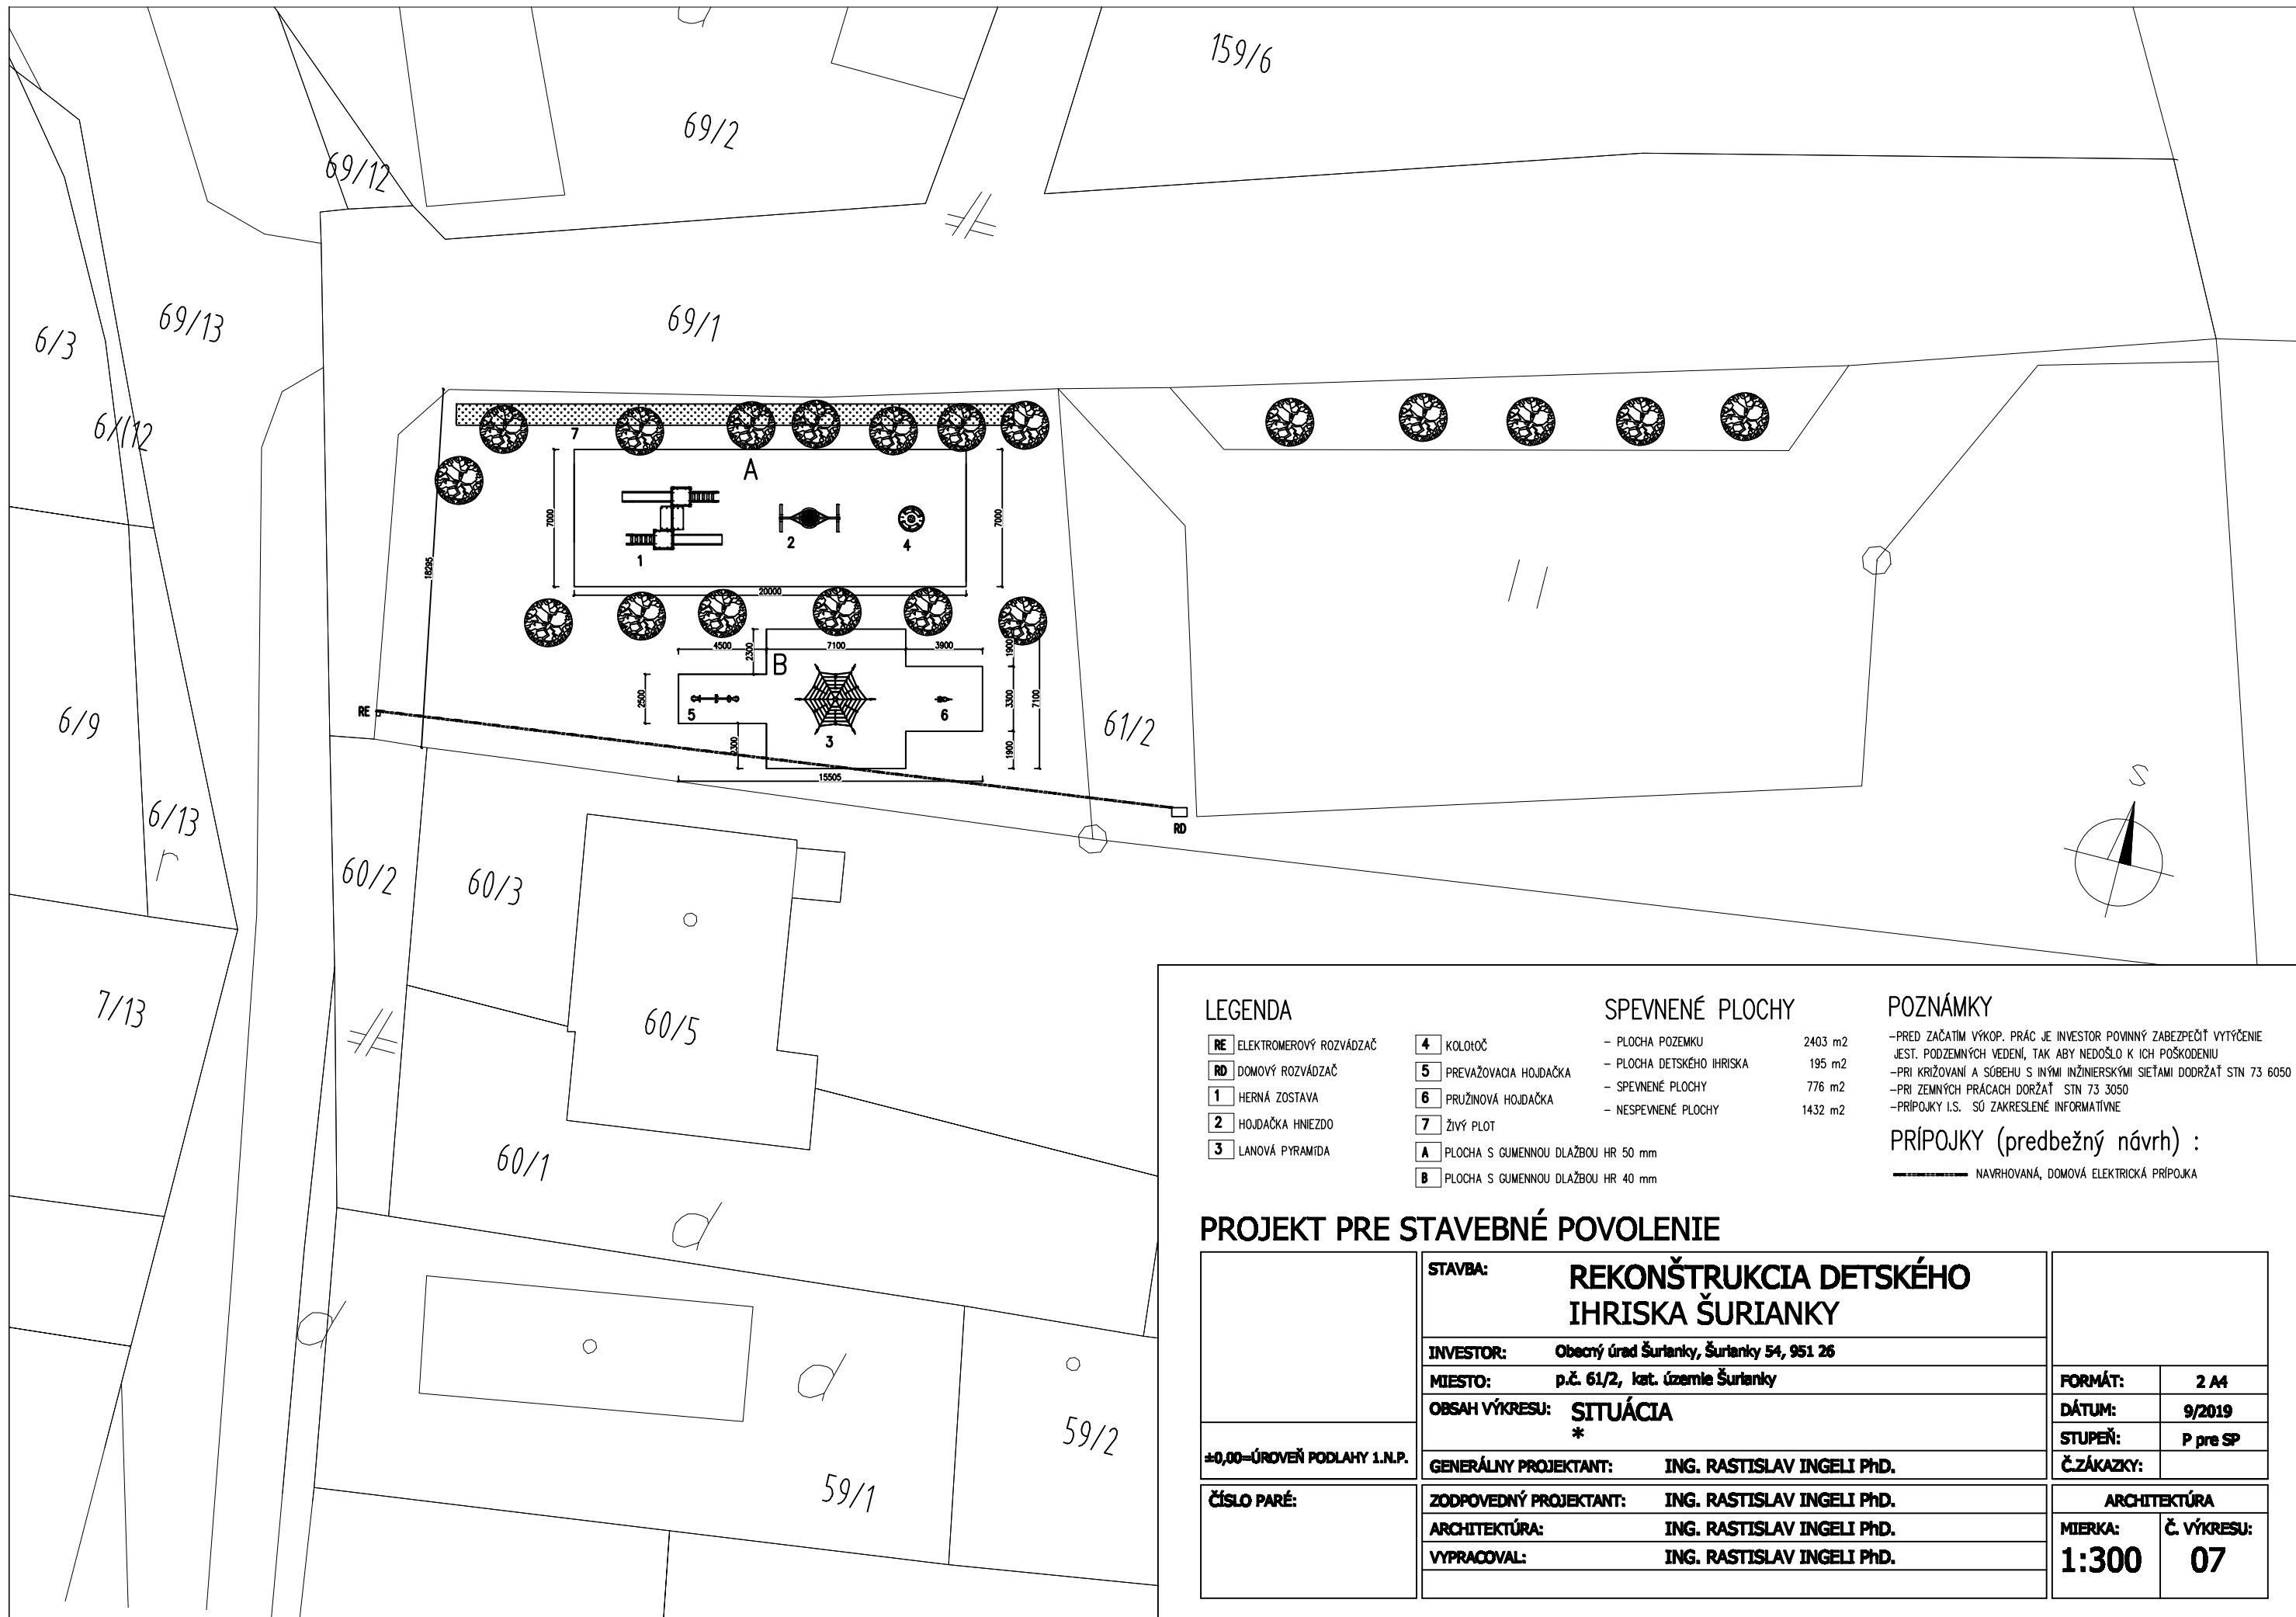 159/6
69/2
69/12
69/13
69/1
6/3
6/9
6/13
r
7/13
60/2
60/3
60/5
60/1
61/2
59/2
59/1
d
d
d
s
7
A
7000
7000
18295
1
2
4
20000
4500
7100
3900
2300
B
1900
2500
3300
7100
5
6
3
2300
1900
15505
RE
RD
LEGENDA
RE ELEKTROMEROVÝ ROZVÁDZAČ
RD DOMOVÝ ROZVÁDZAČ
1 HERNÁ ZOSTAVA
2 HOJDAČKA HNIEZDO
3 LANOVÁ PYRAMíDA
4 KOLOtOČ
5 PREVAŽOVACIA HOJDAČKA
6 PRUŽINOVÁ HOJDAČKA
7 ŽIVÝ PLOT
A PLOCHA S GUMENNOU DLAŽBOU HR 50 mm
B PLOCHA S GUMENNOU DLAŽBOU HR 40 mm
SPEVNENÉ PLOCHY
- PLOCHA POZEMKU 2403 m2
- PLOCHA DETSKÉHO IHRISKA 195 m2
- SPEVNENÉ PLOCHY 776 m2
- NESPEVNENÉ PLOCHY 1432 m2
POZNÁMKY
-PRED ZAČATÍM VÝKOP. PRÁC JE INVESTOR POVINNÝ ZABEZPEČIŤ VYTÝČENIE
JEST. PODZEMNÝCH VEDENÍ, TAK ABY NEDOŠLO K ICH POŠKODENIU
-PRI KRIŽOVANÍ A SÚBEHU S INÝMI INŽINIERSKÝMI SIEŤAMI DODRŽAŤ STN 73 6050
-PRI ZEMNÝCH PRÁCACH DORŽAŤ STN 73 3050
-PRÍPOJKY I.S. SÚ ZAKRESLENÉ INFORMATÍVNE
PRÍPOJKY (predbežný návrh) :
NAVRHOVANÁ, DOMOVÁ ELEKTRICKÁ PRÍPOJKA
PROJEKT PRE STAVEBNÉ POVOLENIE
STAVBA: REKONŠTRUKCIA DETSKÉHO
IHRISKA ŠURIANKY
INVESTOR: Obecný úrad Šurianky, Šurianky 54, 951 26
MIESTO: p.č. 61/2, kat. územie Šurianky
OBSAH VÝKRESU: SITUÁCIA
*
±0,00=ÚROVEŇ PODLAHY 1.N.P.
GENERÁLNY PROJEKTANT: ING. RASTISLAV INGELI PhD.
FORMÁT: 2 A4
DÁTUM: 9/2019
STUPEŇ: P pre SP
Č.ZÁKAZKY:
ČÍSLO PARÉ:
ZODPOVEDNÝ PROJEKTANT: ING. RASTISLAV INGELI PhD.
ARCHITEKTÚRA: ING. RASTISLAV INGELI PhD.
VYPRACOVAL: ING. RASTISLAV INGELI PhD.
ARCHITEKTÚRA
MIERKA: Č. VÝKRESU:
1:300 07